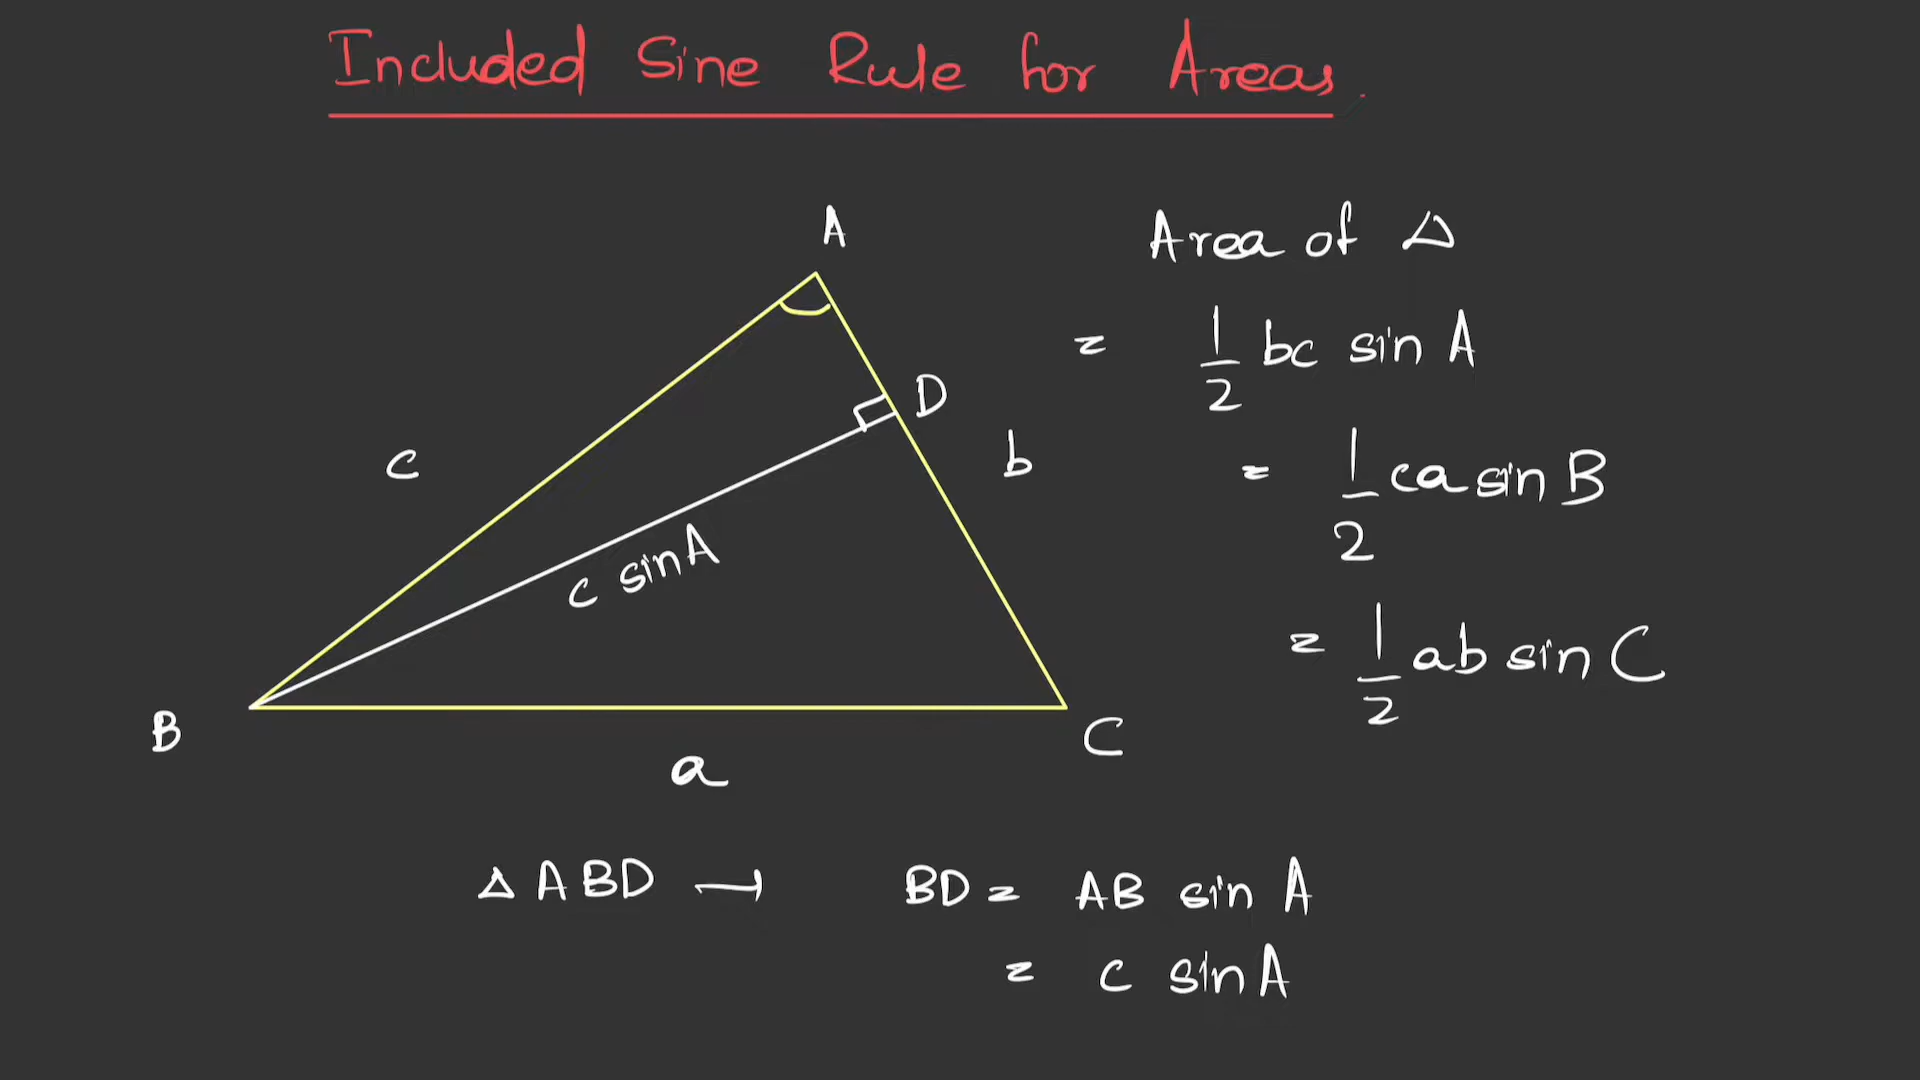 Included Sine Rule for Areas.
A
Area of Δ
= 1/2 bc sin A
D
c
b
= 1/2 ca sin B
c sin A
= 1/2 ab sin C
B
C
a
Δ ABD → BD = AB sin A
= c sin A